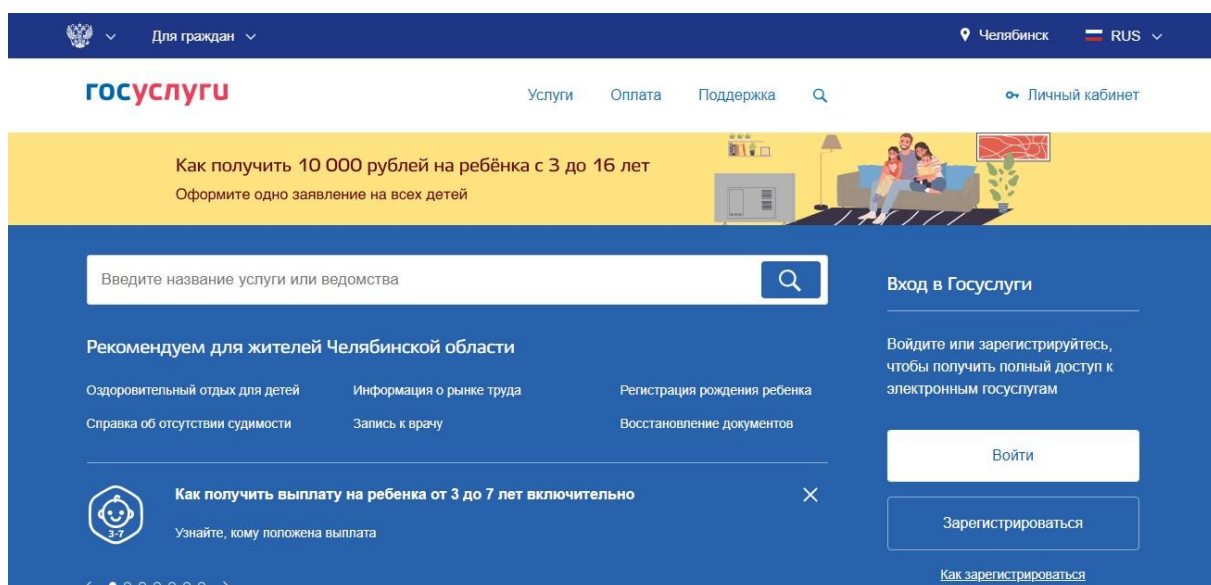 Для граждан
Челябинск
RUS
госуслуги
Услуги
Оплата
Поддержка
Личный кабинет
Как получить 10 000 рублей на ребёнка с 3 до 16 лет
Оформите одно заявление на всех детей
Введите название услуги или ведомства
Рекомендуем для жителей Челябинской области
Оздоровительный отдых для детей
Информация о рынке труда
Регистрация рождения ребенка
Справка об отсутствии судимости
Запись к врачу
Восстановление документов
3-7
Как получить выплату на ребенка от 3 до 7 лет включительно
Узнайте, кому положена выплата
Вход в Госуслуги
Войдите или зарегистрируйтесь,
чтобы получить полный доступ к
электронным госуслугам
Войти
Зарегистрироваться
Как зарегистрироваться